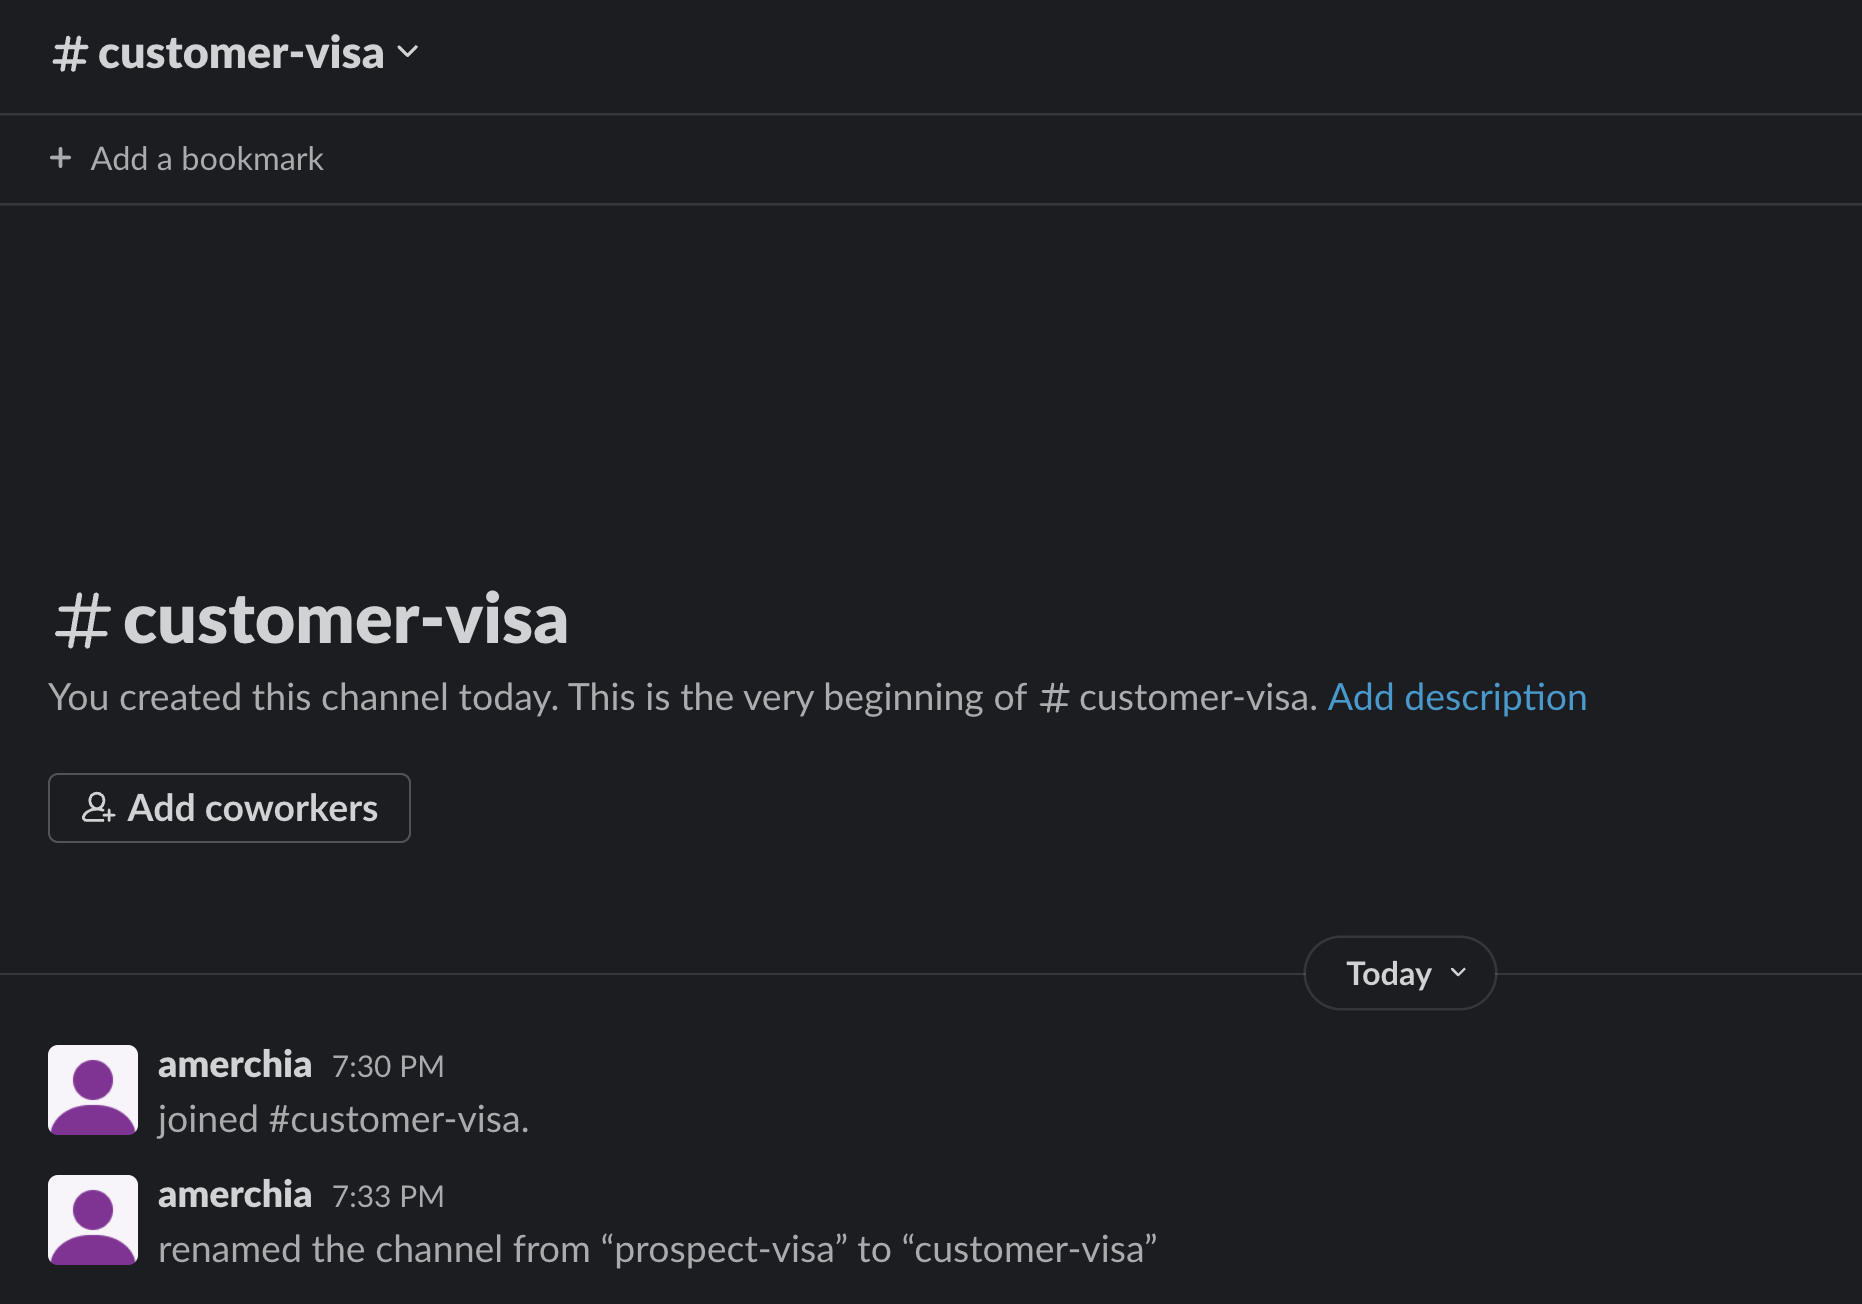 # customer-visa
+ Add a bookmark
# customer-visa
You created this channel today. This is the very beginning of # customer-visa. Add description
Add coworkers
Today
amerchia 7:30 PM
joined #customer-visa.
amerchia 7:33 PM
renamed the channel from “prospect-visa” to “customer-visa”